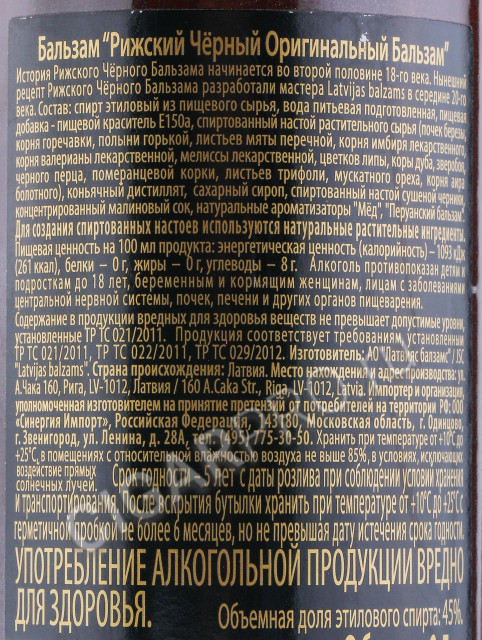 Бальзам "Рижский Чёрный Оригинальный Бальзам"
История Рижского Чёрного Бальзама начинается во второй половине 18-го века. Нынешний
рецепт Рижского Чёрного Бальзама разработали мастера Latvijas balzams в середине 20-го
века. Состав: спирт этиловый из пищевого сырья, вода питьевая подготовленная, пищевая
добавка - пищевой краситель Е150а, спиртованный настой растительного сырья (почек березы,
корня горечавки, полыни горькой, листьев мяты перечной, корня имбиря лекарственного,
корня валерианы лекарственной, мелиссы лекарственной, цветков липы, коры дуба, зверобоя,
черного перца, померанцевой корки, листьев трифоли, мускатного ореха, корня аира
болотного), коньячный дистиллят, сахарный сироп, спиртованный настой сушеной черники,
концентрированный малиновый сок, натуральные ароматизаторы "Мёд", "Перуанский бальзам".
Для создания спиртованных настоев используются натуральные растительные ингредиенты.
Пищевая ценность на 100 мл продукта: энергетическая ценность (калорийность) – 1093 кДж
(261 ккал), белки – 0 г, жиры – 0 г, углеводы – 8 г. Алкоголь противопоказан детям и
подросткам до 18 лет, беременным и кормящим женщинам, лицам с заболеваниями
центральной нервной системы, почек, печени и других органов пищеварения.
Содержание в продукции вредных для здоровья веществ не превышает допустимые уровни,
установленные ТР ТС 021/2011. Продукция соответствует требованиям, установленным
ТР ТС 021/2011, ТР ТС 022/2011, ТР ТС 029/2012. Изготовитель: АО "Латвияс балзамс" / JSC
"Latvijas balzams". Страна происхождения: Латвия. Место нахождения и адрес производства: ул.
А.Чака 160, Рига, LV-1012, Латвия / 160 A.Caka Str., Riga, LV-1012, Latvia. Импортер и организация,
уполномоченная изготовителем на принятие претензий от потребителей на территории РФ: ООО
«Синергия Импорт», Российская Федерация, 143180, Московская область, г. Одинцово,
г. Звенигород, ул. Ленина, д. 28А, тел. (495) 775-30-50. Хранить при температуре от +10°С до
+25°С, в помещениях с относительной влажностью воздуха не выше 85%, в условиях, исключающих
воздействие прямых
солнечных лучей. Срок годности: 5 лет с даты розлива при соблюдении условий хранения
и транспортирования. После вскрытия бутылки хранить при температуре от +10°С до +25°С с
герметичной пробкой не более 6 месяцев, но не превышая дату истечения срока годности.
УПОТРЕБЛЕНИЕ АЛКОГОЛЬНОЙ ПРОДУКЦИИ ВРЕДНО
ДЛЯ ЗДОРОВЬЯ. Объемная доля этилового спирта: 45%.